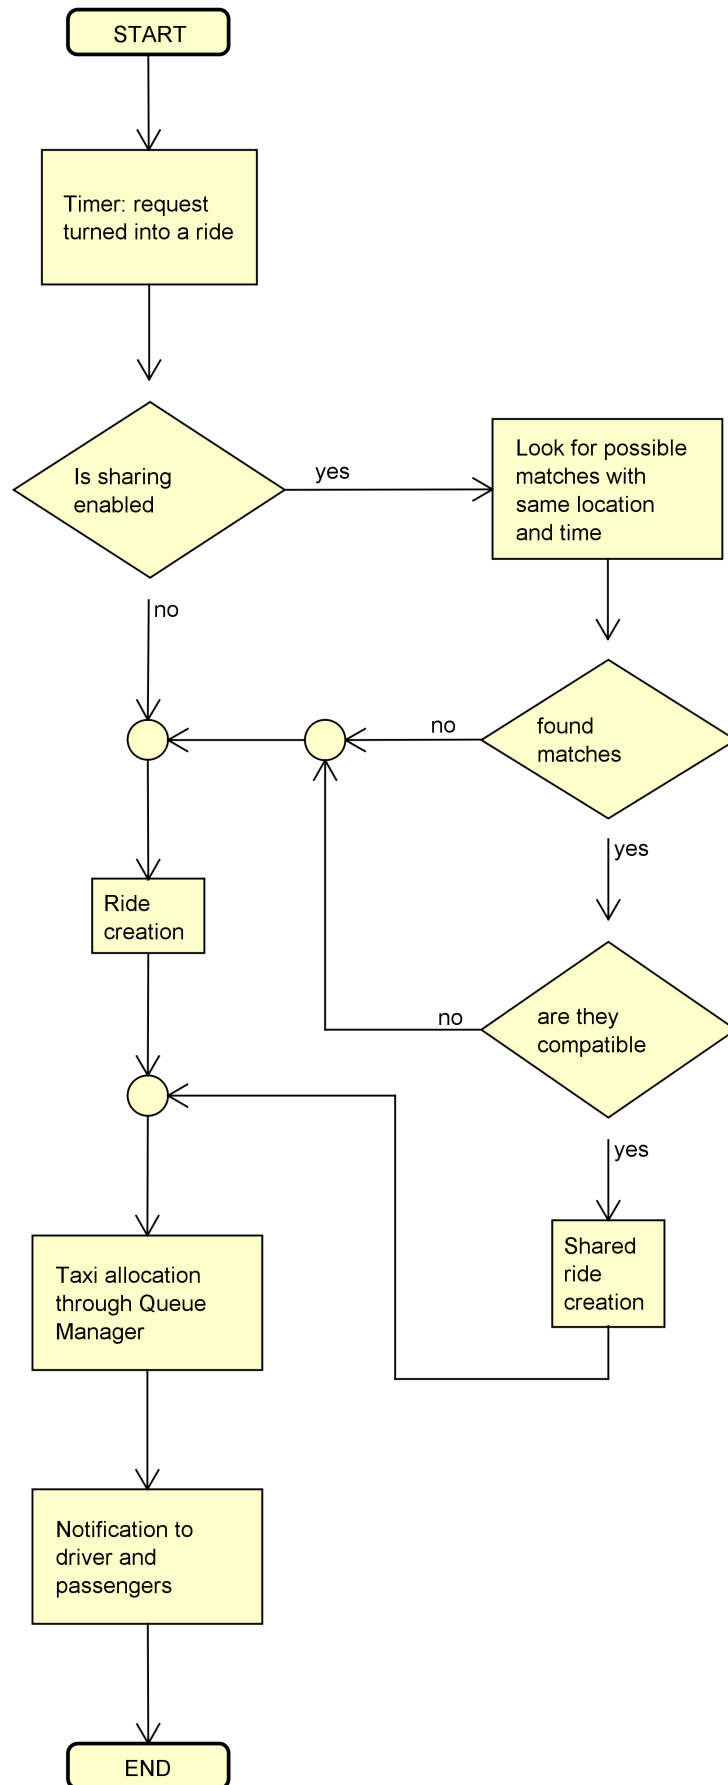 START
Timer: request
turned into a ride
Is sharing
enabled
yes
Look for possible
matches with
same location
and time
no
found
matches
no
yes
Ride
creation
are they
compatible
no
yes
Shared
ride
creation
Taxi allocation
through Queue
Manager
Notification to
driver and
passengers
END